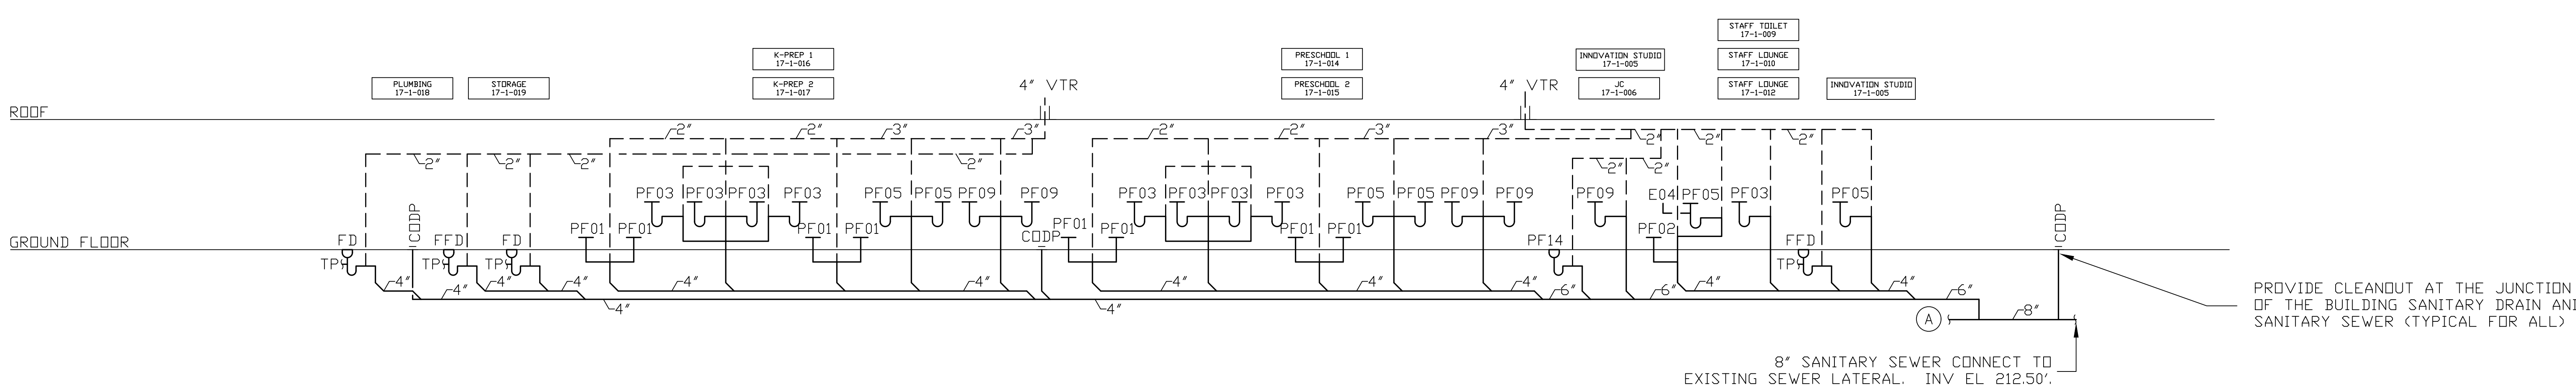 STAFF TOILET
17-1-009
K-PREP 1
17-1-016
PRESCHOOL 1
17-1-014
INNOVATION STUDIO
17-1-005
STAFF LOUNGE
17-1-010
PLUMBING
17-1-018
STORAGE
17-1-019
K-PREP 2
17-1-017
4" VTR
PRESCHOOL 2
17-1-015
4" VTR
JC
17-1-006
STAFF LOUNGE
17-1-012
INNOVATION STUDIO
17-1-005
ROOF
2" 2" 3" 3" 2" 2" 3" 3" 2" 2" 2"
2" 2" 2" 2" 2" 2"
PF03 PF03 PF03 PF03 PF05 PF05 PF09 PF09 PF03 PF03 PF03 PF03 PF05 PF05 PF09 PF09 PF09 E04 PF05 PF03 PF05
CODP PF01 PF01 PF01 PF01 CODP PF01 PF01 PF01 PF01 PF02 CODP
GROUND FLOOR FD FFD FD PF14 FFD
TP TP TP TP
4" 4" 4" 4" 4" 4" 4" 4" 4" 4"
4" 4" 4" 6" 6" 6"
A 8"
PROVIDE CLEANOUT AT THE JUNCTION
OF THE BUILDING SANITARY DRAIN AN
SANITARY SEWER (TYPICAL FOR ALL)
8" SANITARY SEWER CONNECT TO
EXISTING SEWER LATERAL. INV EL 212.50'.